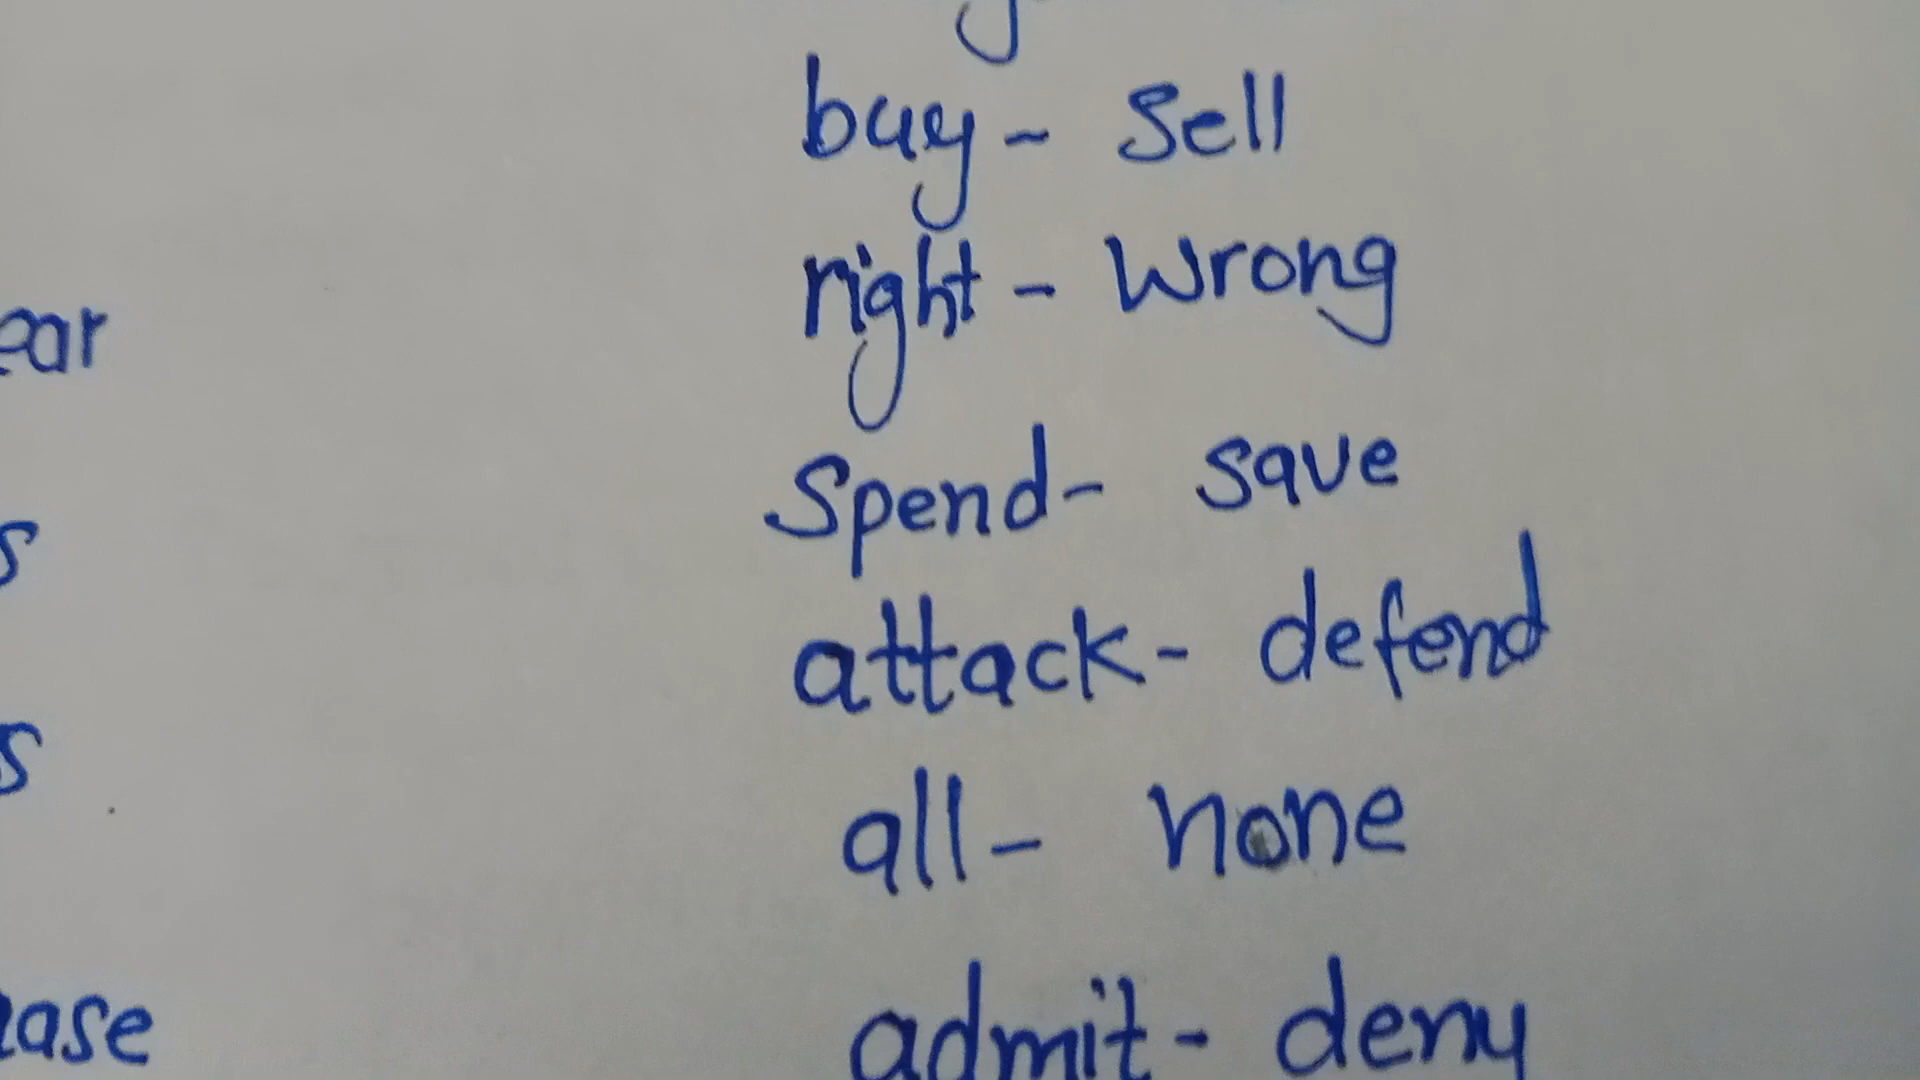 buy - Sell
right - Wrong
Spend - save
attack - defend
all - none
admit - deny